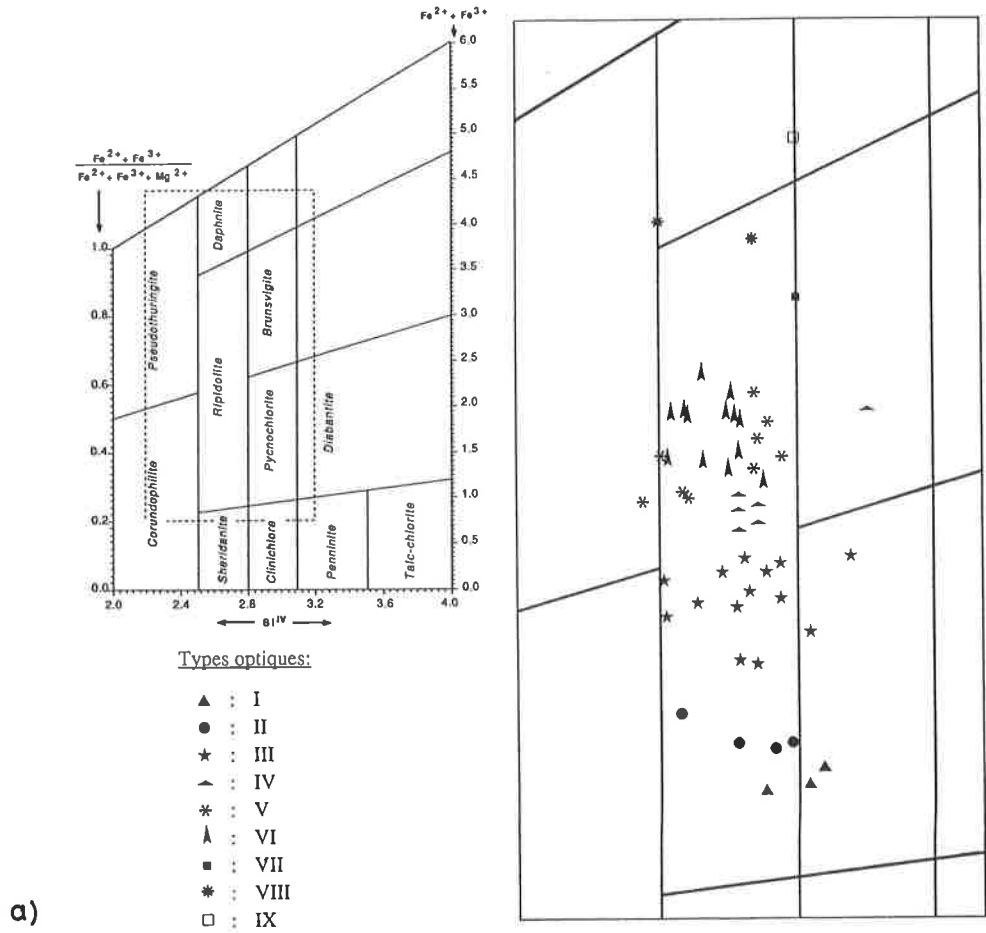 Fe2+ + Fe3+
6.0
5.5
5.0
4.5
4.0
3.5
3.0
2.5
2.0
1.5
1.0
0.5
0.0
Fe2+ + Fe3+
Fe2+ + Fe3+ + Mg2+
1.0
0.8
0.6
0.4
0.2
0.0
Pseudothuringite
Corundophilite
Daphnite
Ripidolite
Sheridanite
Brunsvigite
Pycnochlorite
Clinichlore
Diabantite
Penninite
Talc-chlorite
2.0 2.4 2.8 3.2 3.6 4.0
SiIV
Types optiques:
: I
: II
: III
: IV
: V
: VI
: VII
: VIII
: IX
a)